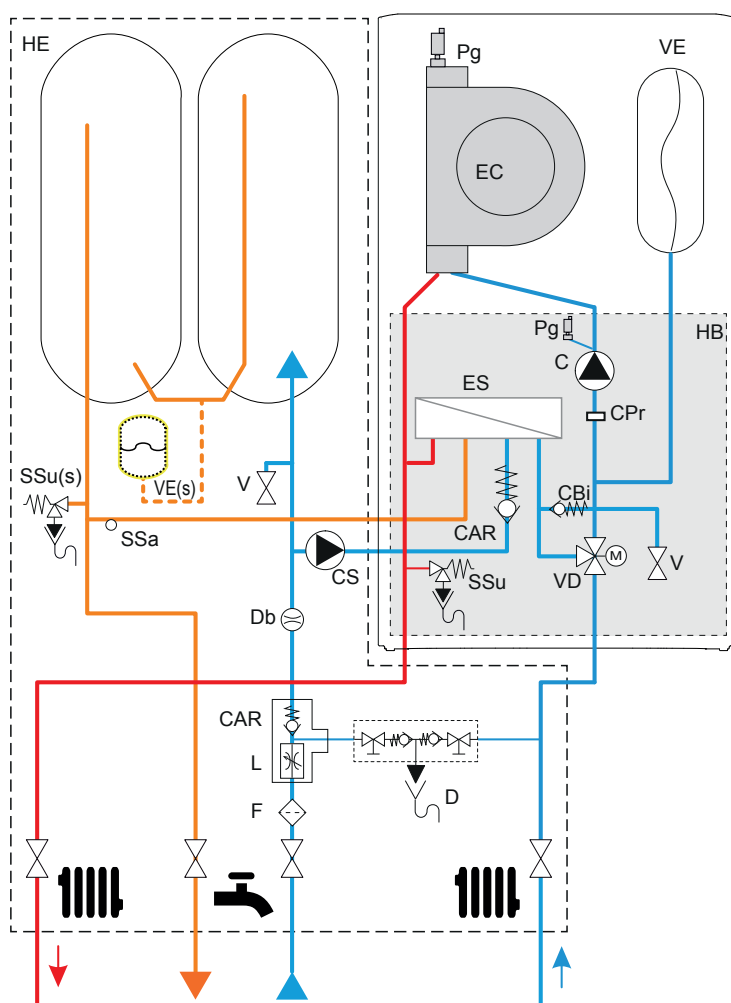 HE
Pg
VE
EC
Pg
HB
C
ES
CPr
SSu(s)
VE(s)
V
CBi
SSa
CAR
CS
SSu
VD
M
V
Db
CAR
L
F
D